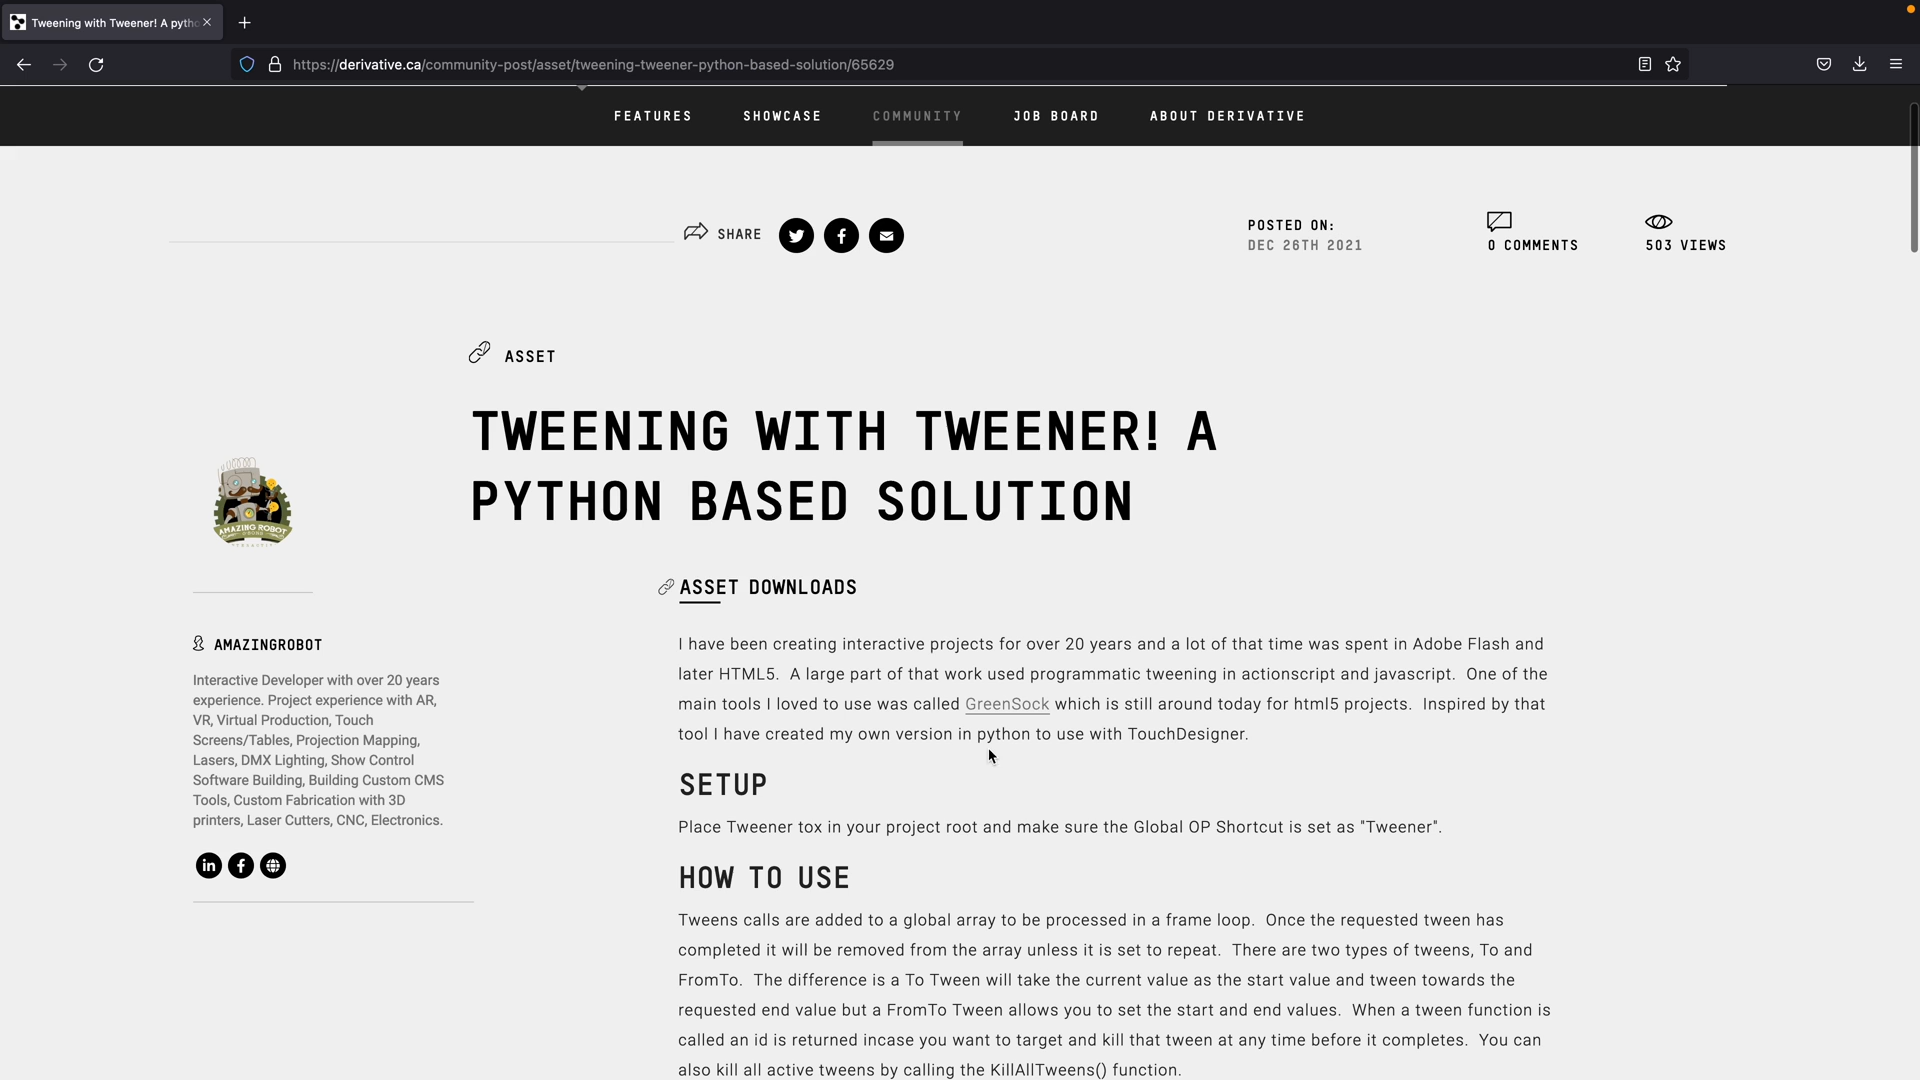 Tweening with Tweener! A pytho
https://derivative.ca/community-post/asset/tweening-tweener-python-based-solution/65629
FEATURES
SHOWCASE
COMMUNITY
JOB BOARD
ABOUT DERIVATIVE
SHARE
POSTED ON:
DEC 26TH 2021
0 COMMENTS
503 VIEWS
ASSET
TWEENING WITH TWEENER! A
PYTHON BASED SOLUTION
AMAZING ROBOT
AMAZINGROBOT
Interactive Developer with over 20 years
experience. Project experience with AR,
VR, Virtual Production, Touch
Screens/Tables, Projection Mapping,
Lasers, DMX Lighting, Show Control
Software Building, Building Custom CMS
Tools, Custom Fabrication with 3D
printers, Laser Cutters, CNC, Electronics.
ASSET DOWNLOADS
I have been creating interactive projects for over 20 years and a lot of that time was spent in Adobe Flash and
later HTML5.  A large part of that work used programmatic tweening in actionscript and javascript.  One of the
main tools I loved to use was called GreenSock which is still around today for html5 projects.  Inspired by that
tool I have created my own version in python to use with TouchDesigner.
SETUP
Place Tweener tox in your project root and make sure the Global OP Shortcut is set as "Tweener".
HOW TO USE
Tweens calls are added to a global array to be processed in a frame loop.  Once the requested tween has
completed it will be removed from the array unless it is set to repeat.  There are two types of tweens, To and
FromTo.  The difference is a To Tween will take the current value as the start value and tween towards the
requested end value but a FromTo Tween allows you to set the start and end values.  When a tween function is
called an id is returned incase you want to target and kill that tween at any time before it completes.  You can
also kill all active tweens by calling the KillAllTweens() function.